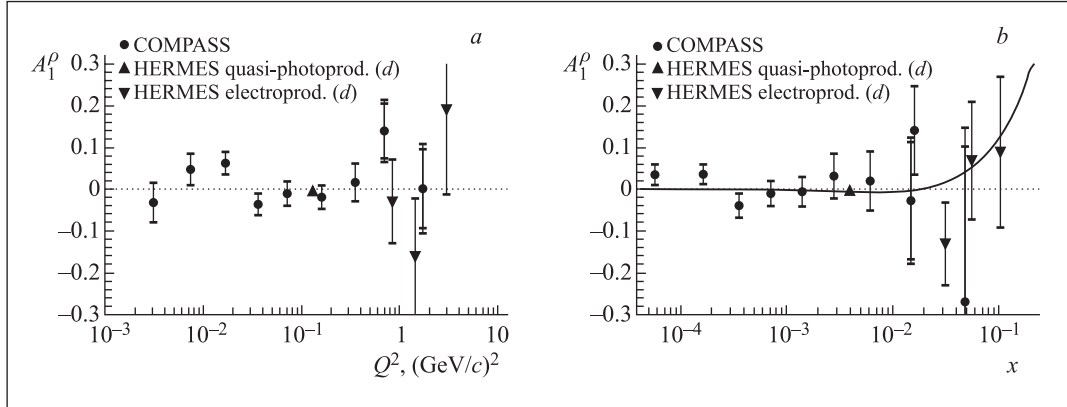 a
A₁ᵖ
COMPASS
HERMES quasi-photoprod. (d)
HERMES electroprod. (d)
0.3
0.2
0.1
0
–0.1
–0.2
–0.3
10⁻³ 10⁻² 10⁻¹ 1 10
Q², (GeV/c)²
b
A₁ᵖ
COMPASS
HERMES quasi-photoprod. (d)
HERMES electroprod. (d)
0.3
0.2
0.1
0
–0.1
–0.2
–0.3
10⁻⁴ 10⁻³ 10⁻² 10⁻¹
x